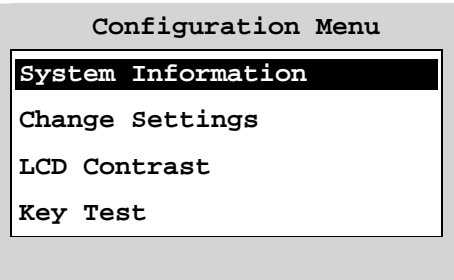 Configuration Menu
System Information
Change Settings
LCD Contrast
Key Test